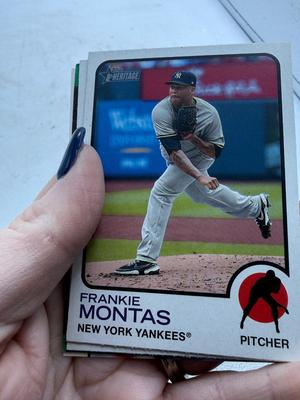 HERITAGE
FRANKIE
MONTAS
NEW YORK YANKEES®
PITCHER